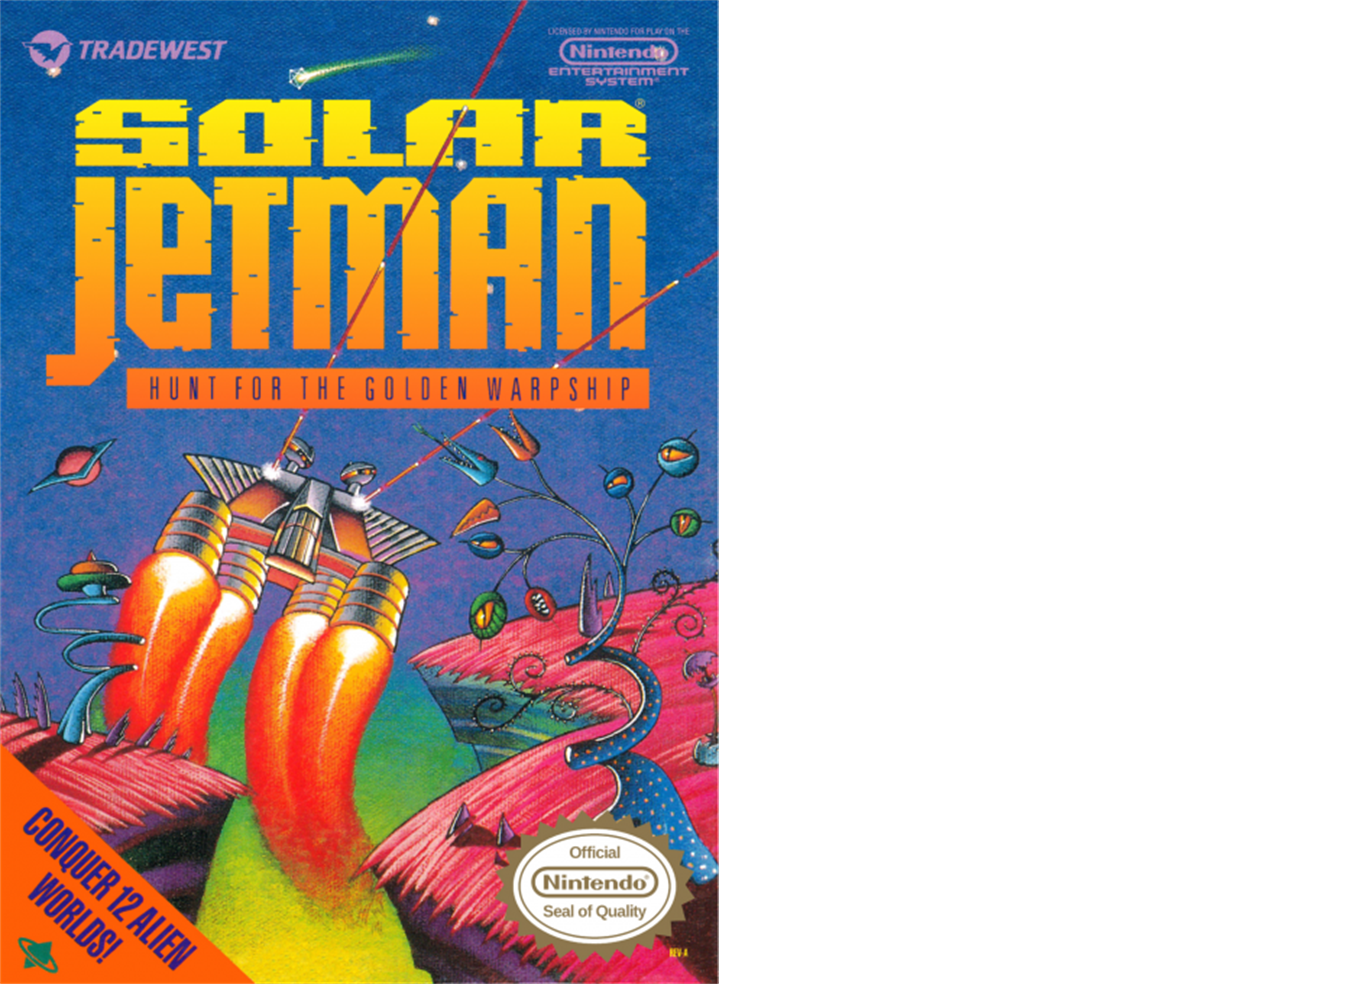 TRADEWEST
LICENSED BY NINTENDO FOR PLAY ON THE
Nintendo
ENTERTAINMENT
SYSTEM®
SOLAR®
JETMAN
HUNT FOR THE GOLDEN WARPSHIP
CONQUER 12 ALIEN
WORLDS!
Official
Nintendo®
Seal of Quality
REV-A